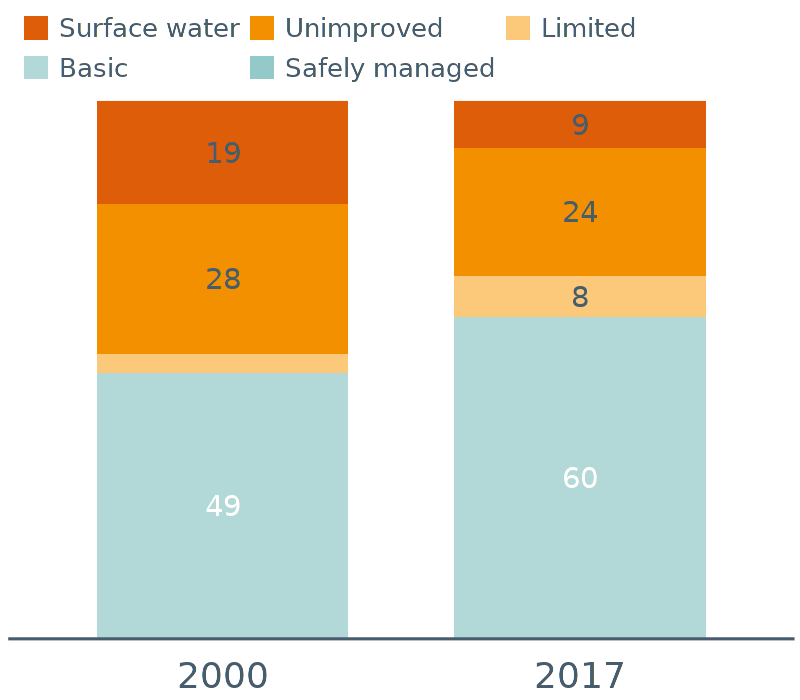 Surface water Unimproved Limited
Basic Safely managed
19 9
28 24
8
49 60
2000 2017